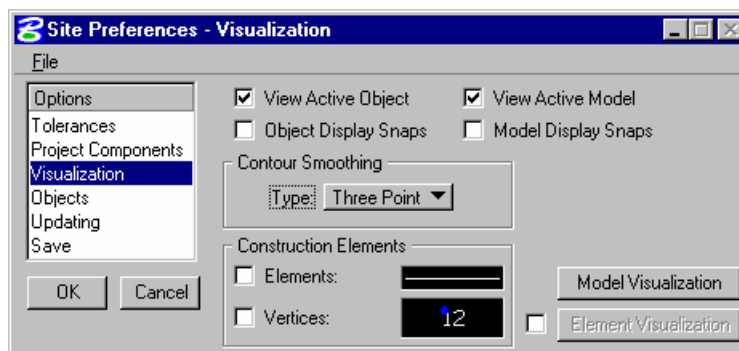 Site Preferences - Visualization
File
Options
Tolerances
Project Components
Visualization
Objects
Updating
Save
OK Cancel
View Active Object View Active Model
Object Display Snaps Model Display Snaps
Contour Smoothing
Type: Three Point
Construction Elements
Elements:
Vertices: 12
Model Visualization
Element Visualization